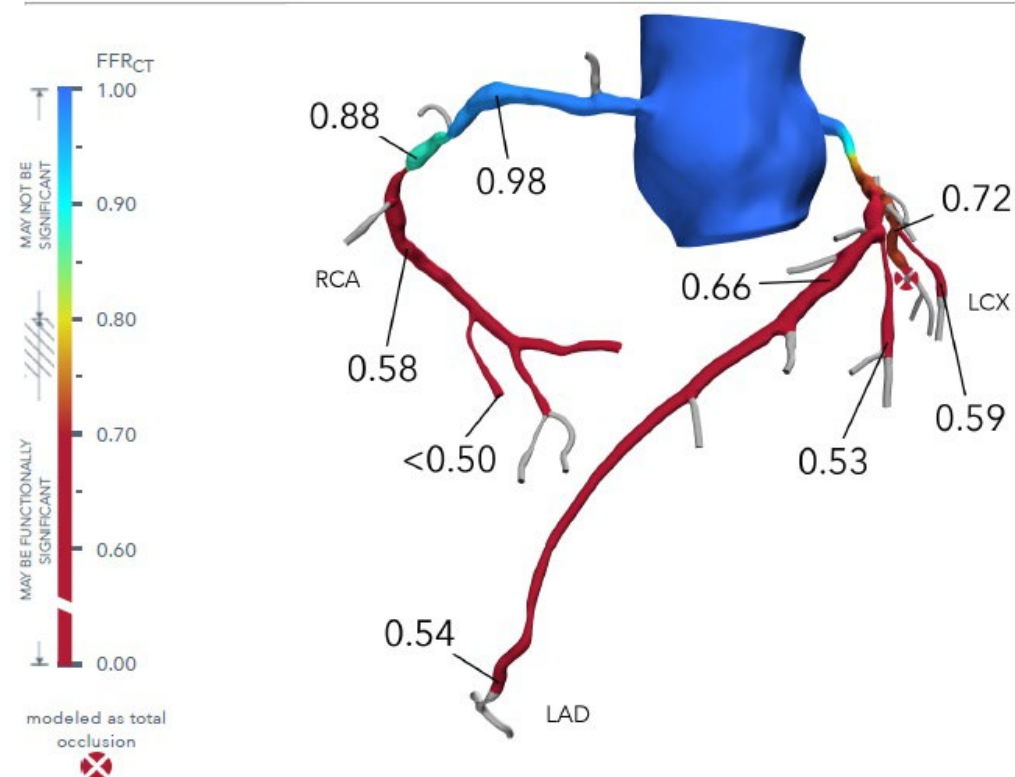 FFRCT
1.00
0.90
0.80
0.70
0.60
0.00
MAY NOT BE
SIGNIFICANT
MAY BE FUNCTIONALLY
SIGNIFICANT
modeled as total
occlusion
0.88
0.98
RCA
0.58
<0.50
0.72
0.66
LCX
0.59
0.53
0.54
LAD